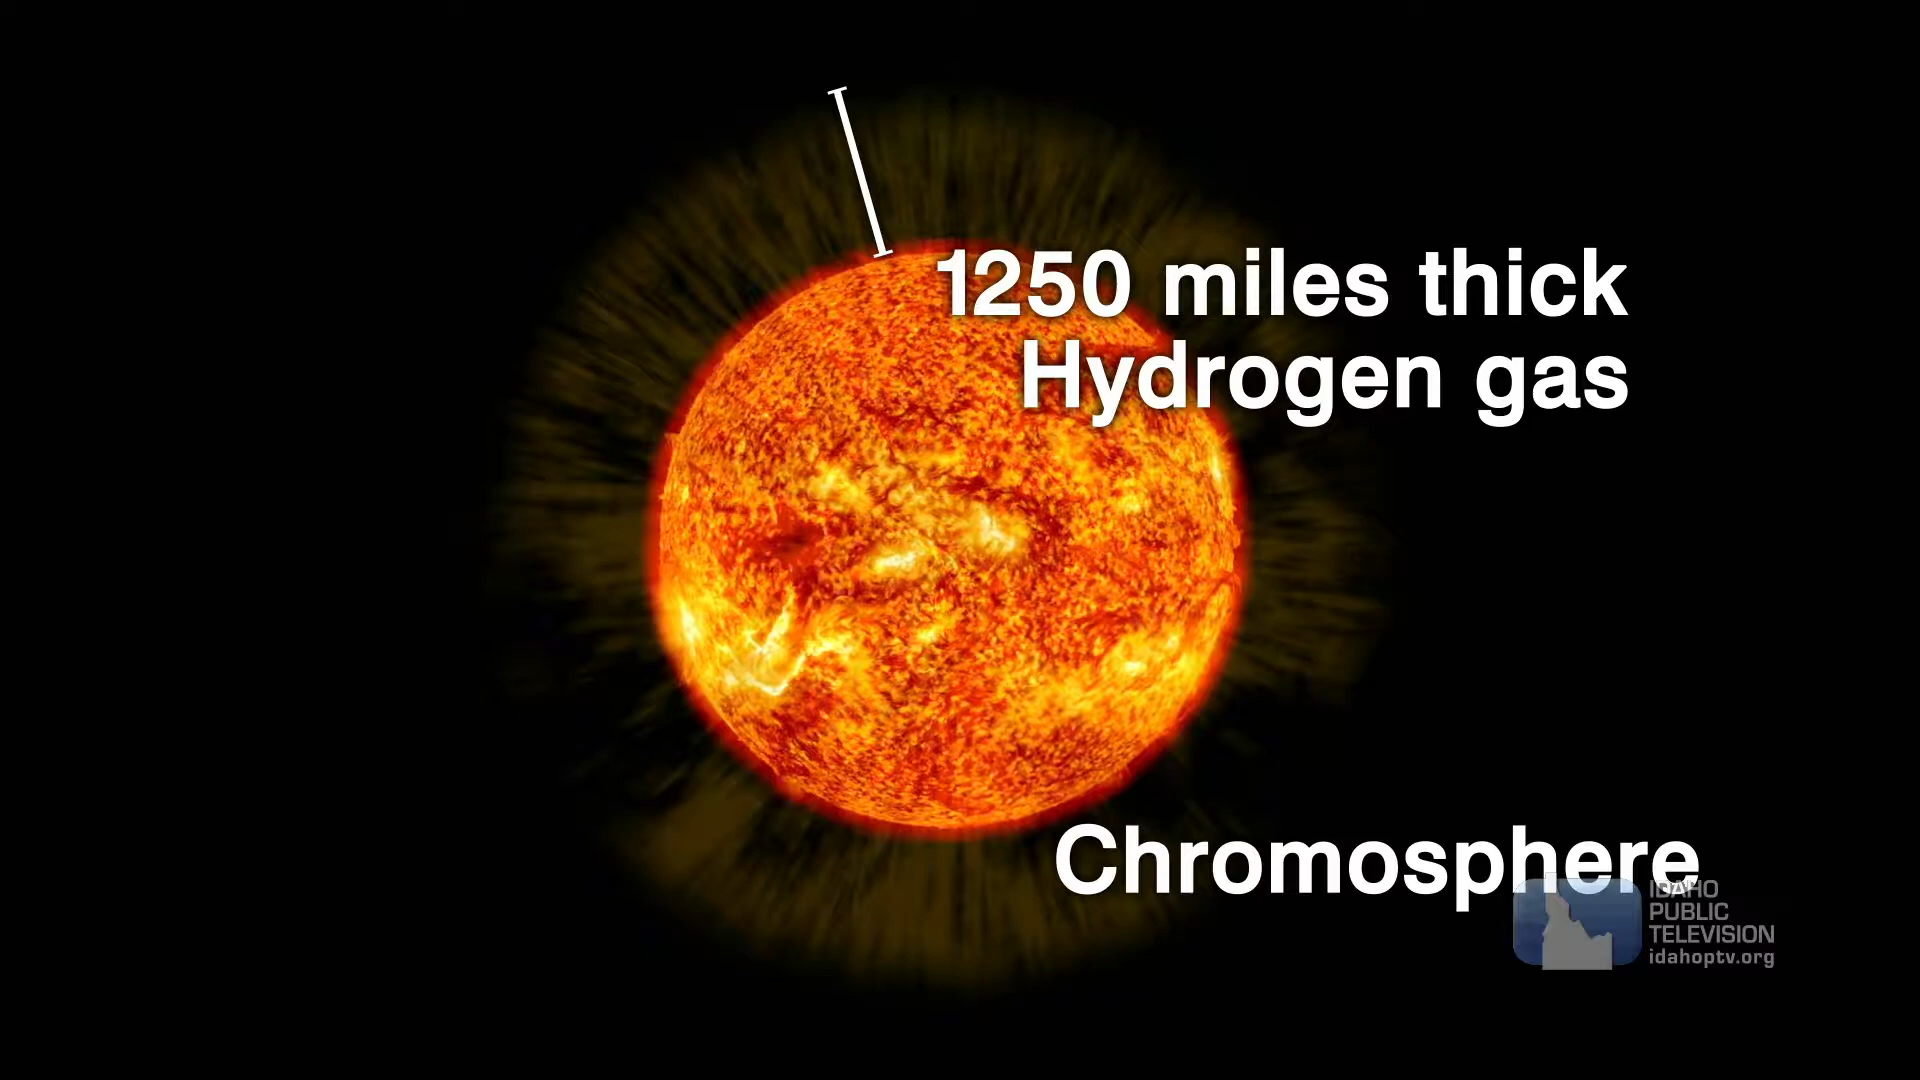 1250 miles thick
Hydrogen gas
Chromosphere
IDAHO
PUBLIC
TELEVISION
idahoptv.org